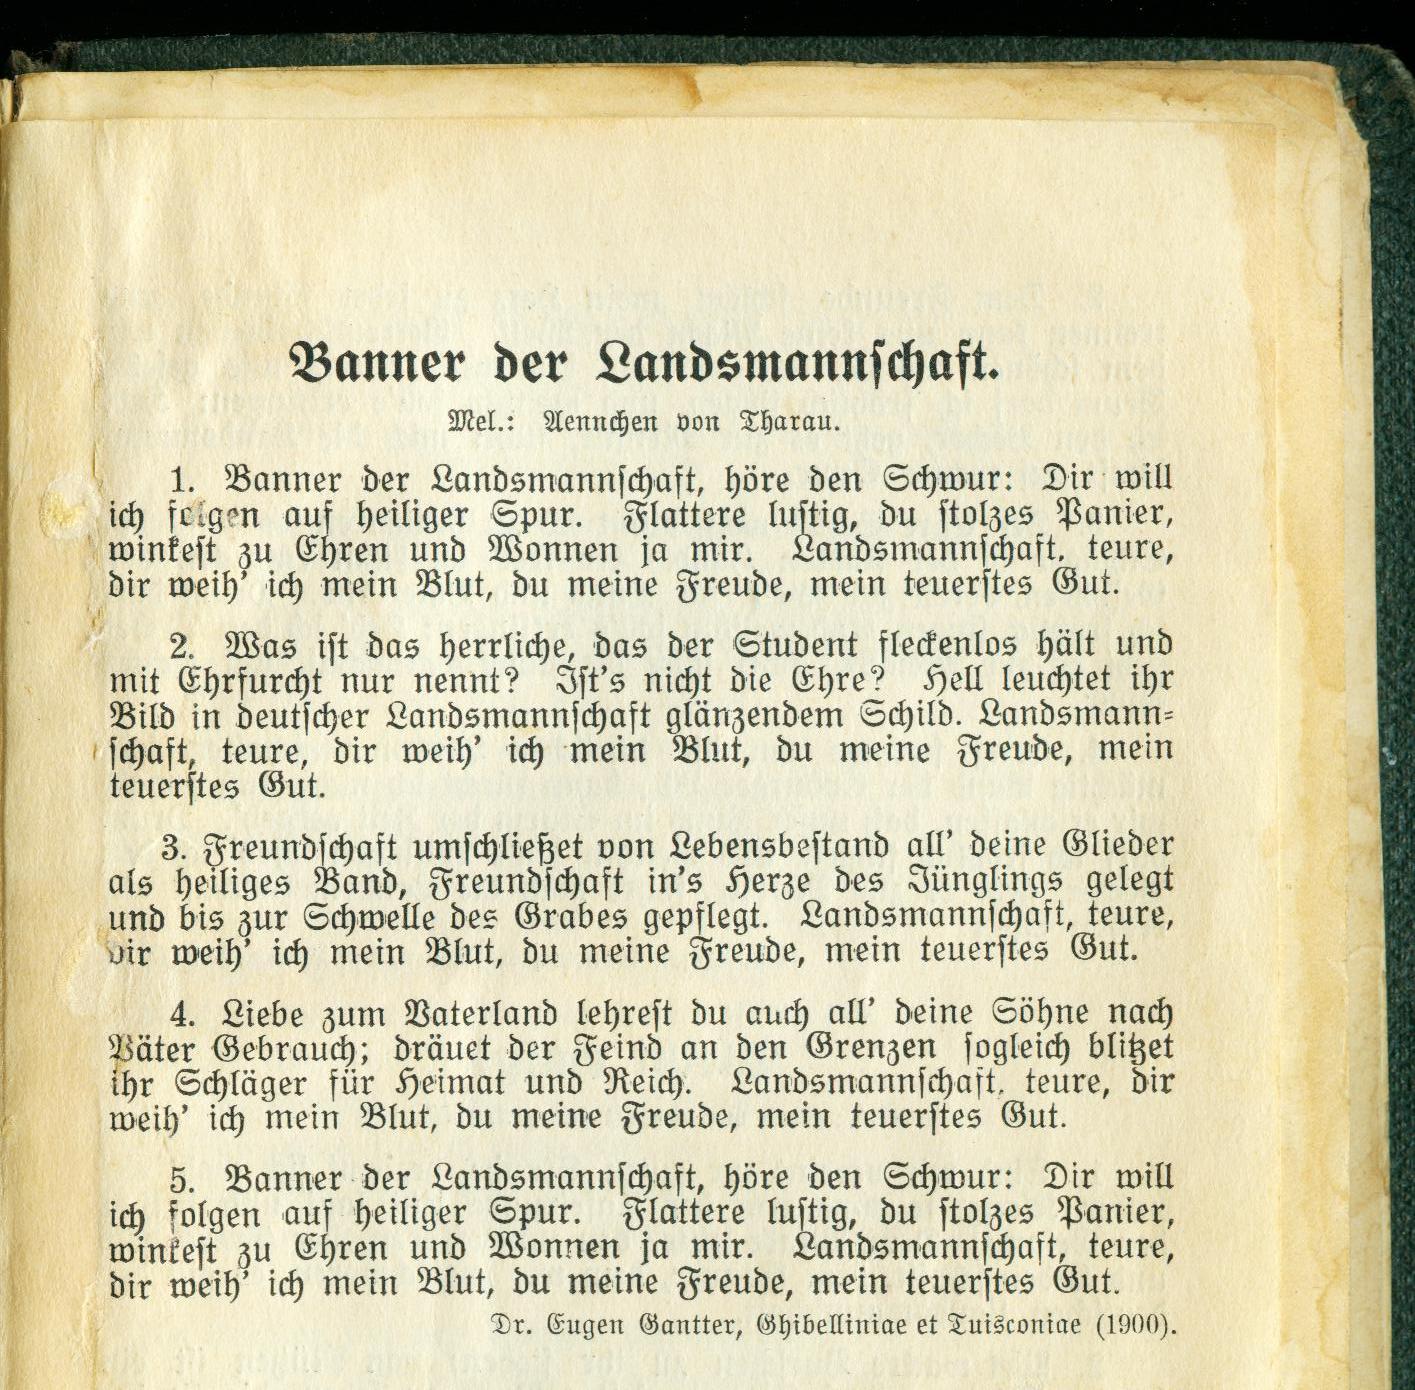 Banner der Landsmannschaft.
Mel.: Aennchen von Tharau.
1. Banner der Landsmannschaft, höre den Schwur: Dir will
ich folgen auf heiliger Spur. Flattere lustig, du stolzes Panier,
winkest zu Ehren und Wonnen ja mir. Landsmannschaft, teure,
dir weih' ich mein Blut, du meine Freude, mein teuerstes Gut.
2. Was ist das herrliche, das der Student fleckenlos hält und
mit Ehrfurcht nur nennt? Ist's nicht die Ehre? Hell leuchtet ihr
Bild in deutscher Landsmannschaft glänzendem Schild. Landsmann-
schaft, teure, dir weih' ich mein Blut, du meine Freude, mein
teuerstes Gut.
3. Freundschaft umschließet von Lebensbestand all' deine Glieder
als heiliges Band, Freundschaft in's Herze des Jünglings gelegt
und bis zur Schwelle des Grabes gepflegt. Landsmannschaft, teure,
dir weih' ich mein Blut, du meine Freude, mein teuerstes Gut.
4. Liebe zum Vaterland lehrest du auch all' deine Söhne nach
Väter Gebrauch; dräuet der Feind an den Grenzen sogleich blitzet
ihr Schläger für Heimat und Reich. Landsmannschaft, teure, dir
weih' ich mein Blut, du meine Freude, mein teuerstes Gut.
5. Banner der Landsmannschaft, höre den Schwur: Dir will
ich folgen auf heiliger Spur. Flattere lustig, du stolzes Panier,
winkest zu Ehren und Wonnen ja mir. Landsmannschaft, teure,
dir weih' ich mein Blut, du meine Freude, mein teuerstes Gut.
Dr. Eugen Gantter, Ghibelliniae et Tuisconiae (1900).